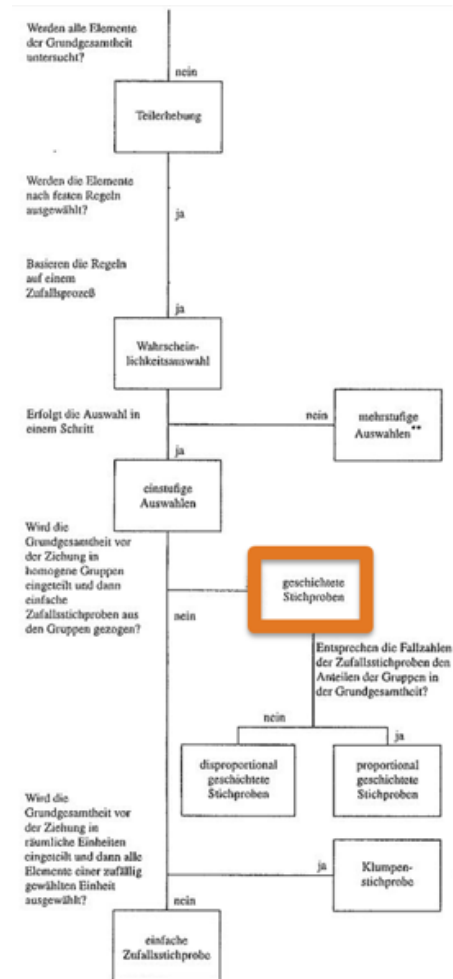 Werden alle Elemente
der Grundgesamtheit
untersucht?
nein
Teilerhebung
Werden die Elemente
nach festen Regeln
ausgewählt?
ja
Basieren die Regeln
auf einem
Zufallsprozeß
ja
Wahrschein-
lichkeitsauswahl
Erfolgt die Auswahl in
einem Schritt
nein
mehrstufige
Auswahlen**
ja
einstufige
Auswahlen
Wird die
Grundgesamtheit vor
der Ziehung in
homogene Gruppen
eingeteilt und dann
einfache
Zufallsstichproben aus
den Gruppen gezogen?
nein
geschichtete
Stichproben
Entsprechen die Fallzahlen
der Zufallsstichproben den
Anteilen der Gruppen in
der Grundgesamtheit?
nein
ja
disproportional
geschichtete
Stichproben
proportional
geschichtete
Stichproben
Wird die
Grundgesamtheit vor
der Ziehung in
räumliche Einheiten
eingeteilt und dann alle
Elemente einer zufällig
gewählten Einheit
ausgewählt?
ja
Klumpen-
stichprobe
nein
einfache
Zufallsstichprobe